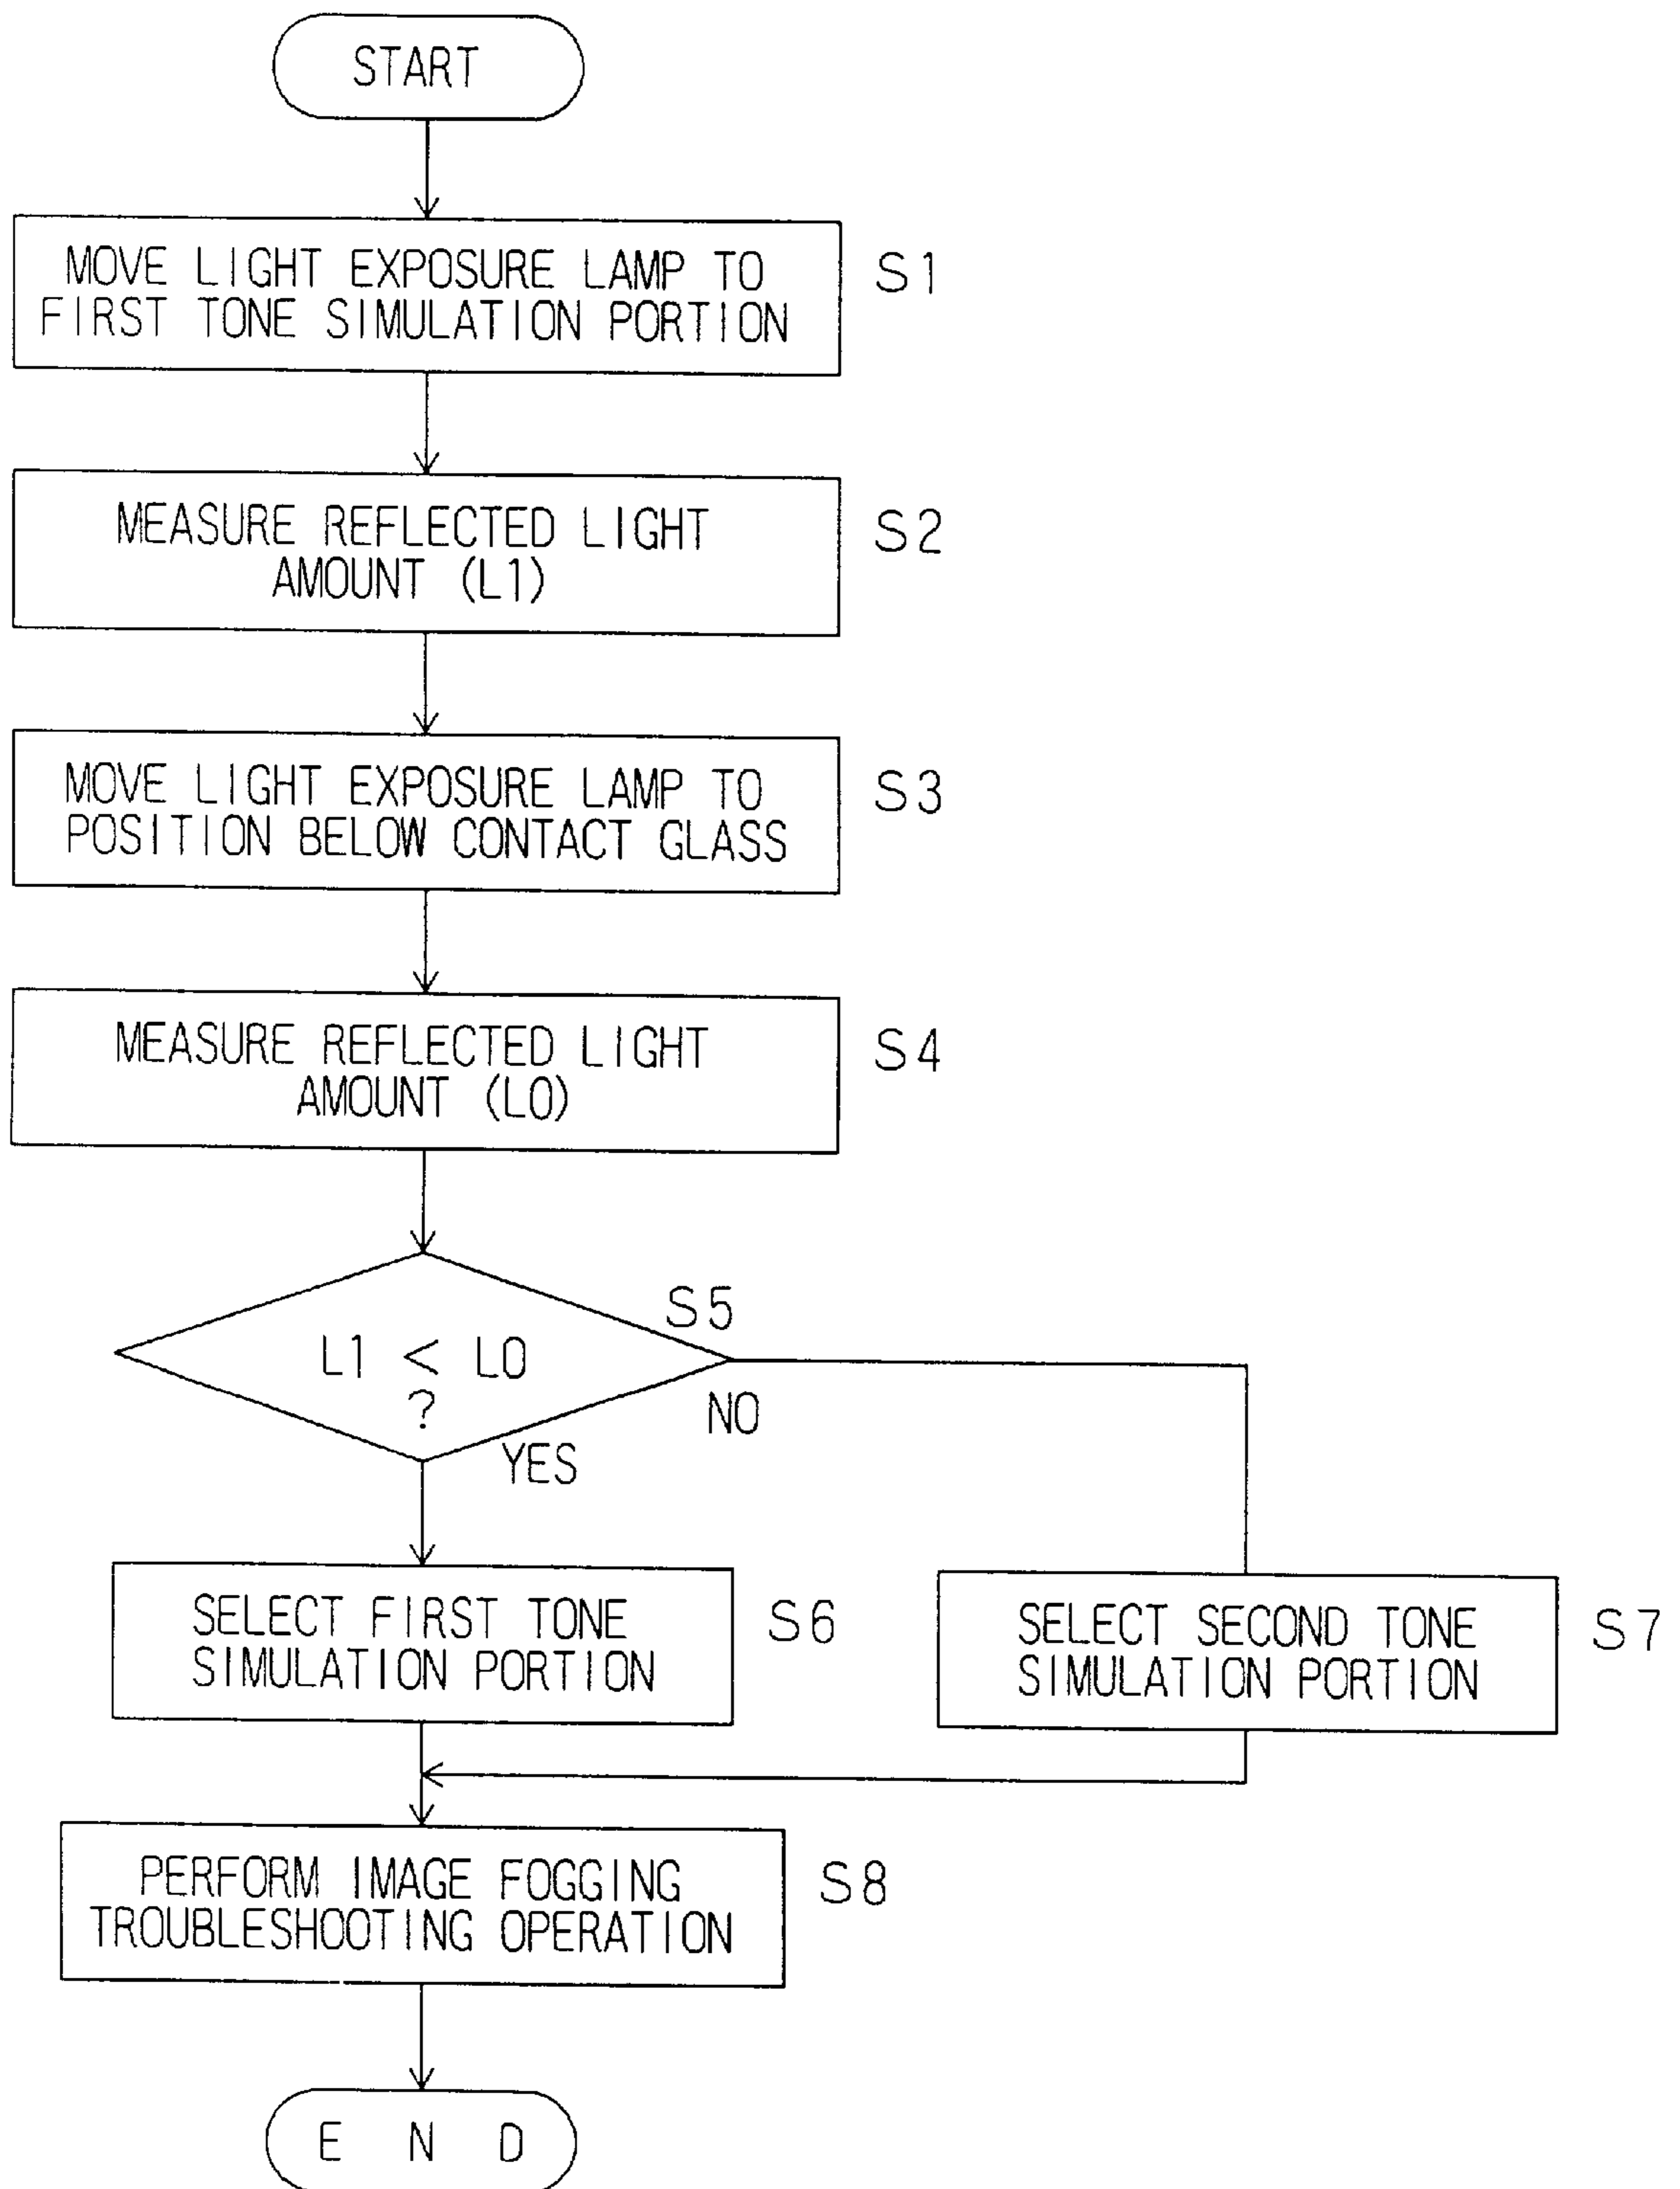 START
MOVE LIGHT EXPOSURE LAMP TO
FIRST TONE SIMULATION PORTION
S1
MEASURE REFLECTED LIGHT
AMOUNT (L1)
S2
MOVE LIGHT EXPOSURE LAMP TO
POSITION BELOW CONTACT GLASS
S3
MEASURE REFLECTED LIGHT
AMOUNT (L0)
S4
S5
L1 < L0
?
NO
YES
SELECT FIRST TONE
SIMULATION PORTION
S6
SELECT SECOND TONE
SIMULATION PORTION
S7
PERFORM IMAGE FOGGING
TROUBLESHOOTING OPERATION
S8
E N D